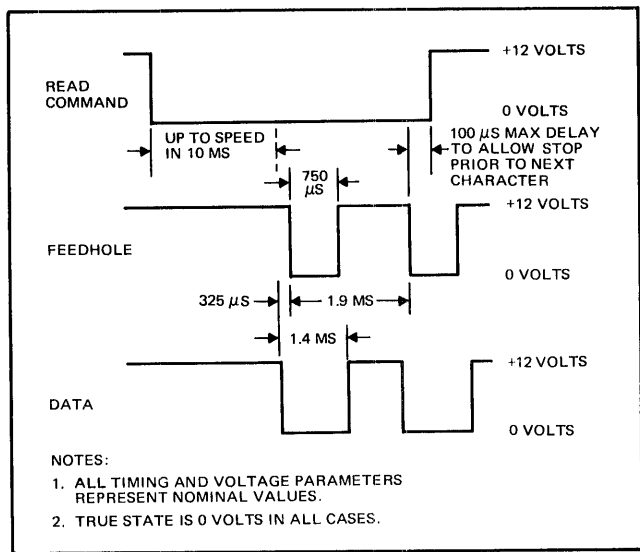 +12 VOLTS
READ
COMMAND
0 VOLTS
UP TO SPEED
IN 10 MS
100 µS MAX DELAY
TO ALLOW STOP
PRIOR TO NEXT
CHARACTER
750
µS
+12 VOLTS
FEEDHOLE
0 VOLTS
325 µS
1.9 MS
1.4 MS
+12 VOLTS
DATA
0 VOLTS
NOTES:
1. ALL TIMING AND VOLTAGE PARAMETERS
REPRESENT NOMINAL VALUES.
2. TRUE STATE IS 0 VOLTS IN ALL CASES.